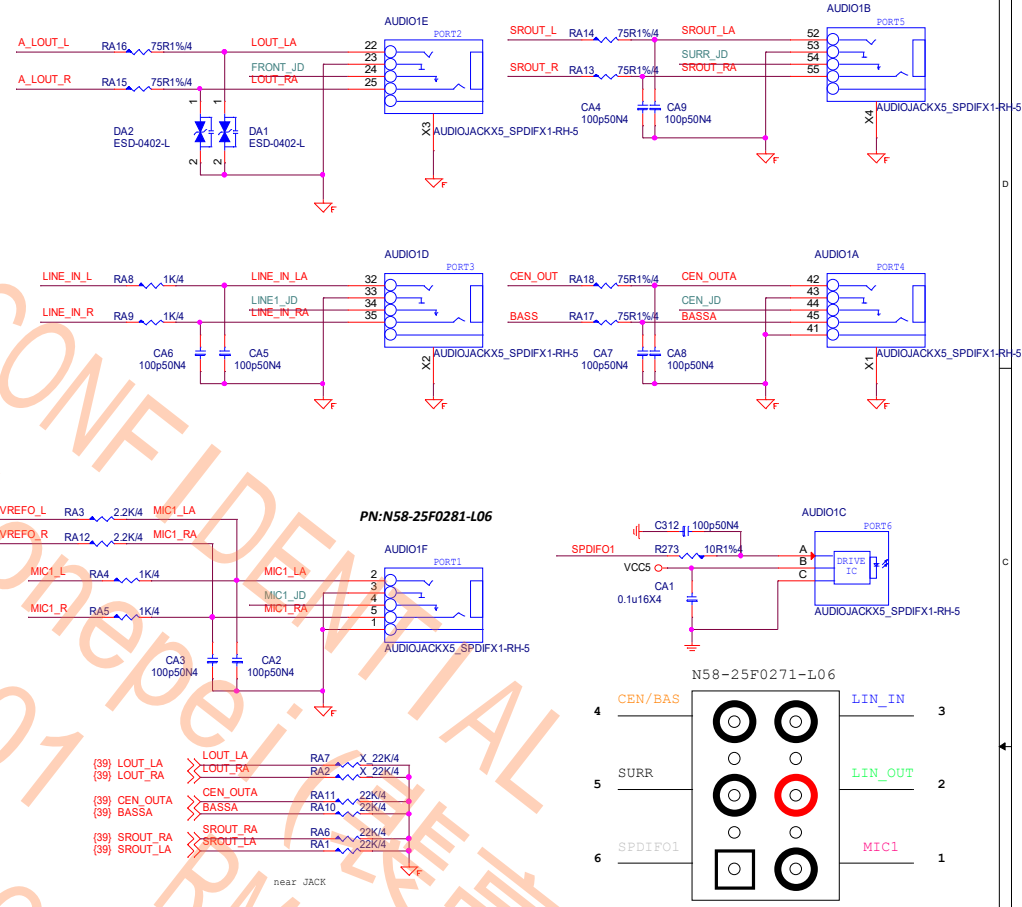 AUDIO1E
PORT2
A_LOUT_L RA16 75R1%/4 LOUT_LA 22
23
FRONT_JD 24
A_LOUT_R RA15 75R1%/4 LOUT_RA 25
1 1
DA2 DA1
ESD-0402-L ESD-0402-L
2 2
X3
AUDIOJACKX5_SPDIFX1-RH-5
F
F
AUDIO1B
PORT5
SROUT_L RA14 75R1%/4 SROUT_LA 52
53
SURR_JD 54
SROUT_R RA13 75R1%/4 SROUT_RA 55
CA4 CA9
100p50N4 100p50N4
X4
AUDIOJACKX5_SPDIFX1-RH-5
F
F
D
AUDIO1D
PORT3
LINE_IN_L RA8 1K/4 LINE_IN_LA 32
33
LINE1_JD 34
LINE_IN_R RA9 1K/4 LINE_IN_RA 35
CA6 CA5
100p50N4 100p50N4
X2
AUDIOJACKX5_SPDIFX1-RH-5
F
F
AUDIO1A
PORT4
CEN_OUT RA18 75R1%/4 CEN_OUTA 42
43
CEN_JD 44
BASS RA17 75R1%/4 BASSA 45
41
CA7 CA8
100p50N4 100p50N4
X1
AUDIOJACKX5_SPDIFX1-RH-5
F
F
VREFO_L RA3 2.2K/4 MIC1_LA
VREFO_R RA12 2.2K/4 MIC1_RA
PN:N58-25F0281-L06
AUDIO1F
PORT1
MIC1_L RA4 1K/4 MIC1_LA 2
3
MIC1_JD 4
MIC1_R RA5 1K/4 MIC1_RA 5
1
CA3 CA2
100p50N4 100p50N4
AUDIOJACKX5_SPDIFX1-RH-5
F
AUDIO1C
PORT6
C312 100p50N4
SPDIFO1 R273 10R1%4 A
VCC5 B
C
DRIVE
IC
CA1
0.1u16X4
AUDIOJACKX5_SPDIFX1-RH-5
C
N58-25F0271-L06
4 CEN/BAS LIN_IN 3
5 SURR LIN_OUT 2
6 SPDIFO1 MIC1 1
{39} LOUT_LA LOUT_LA RA7 X_22K/4
{39} LOUT_RA LOUT_RA RA2 X_22K/4
{39} CEN_OUTA CEN_OUTA RA11 22K/4
{39} BASSA BASSA RA10 22K/4
{39} SROUT_RA SROUT_RA RA6 22K/4
{39} SROUT_LA SROUT_LA RA1 22K/4
F
near JACK
CONFIDENTIAL
onepei(
01